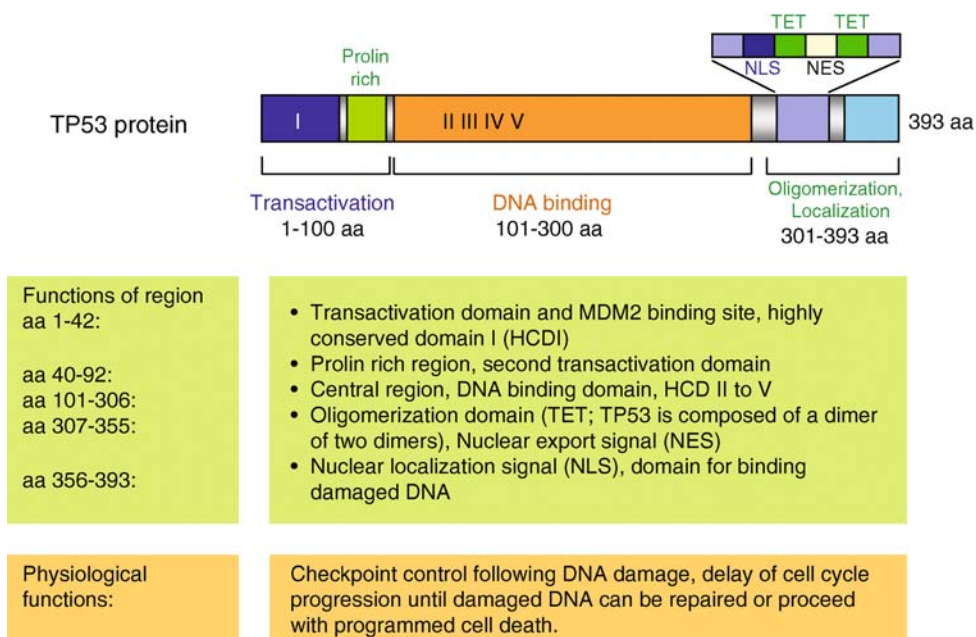 TET TET
NLS NES
Prolin
rich
TP53 protein
I
II III IV V
393 aa
Transactivation
1-100 aa
DNA binding
101-300 aa
Oligomerization,
Localization
301-393 aa
Functions of region
aa 1-42:
aa 40-92:
aa 101-306:
aa 307-355:
aa 356-393:
• Transactivation domain and MDM2 binding site, highly
conserved domain I (HCDI)
• Prolin rich region, second transactivation domain
• Central region, DNA binding domain, HCD II to V
• Oligomerization domain (TET; TP53 is composed of a dimer
of two dimers), Nuclear export signal (NES)
• Nuclear localization signal (NLS), domain for binding
damaged DNA
Physiological
functions:
Checkpoint control following DNA damage, delay of cell cycle
progression until damaged DNA can be repaired or proceed
with programmed cell death.